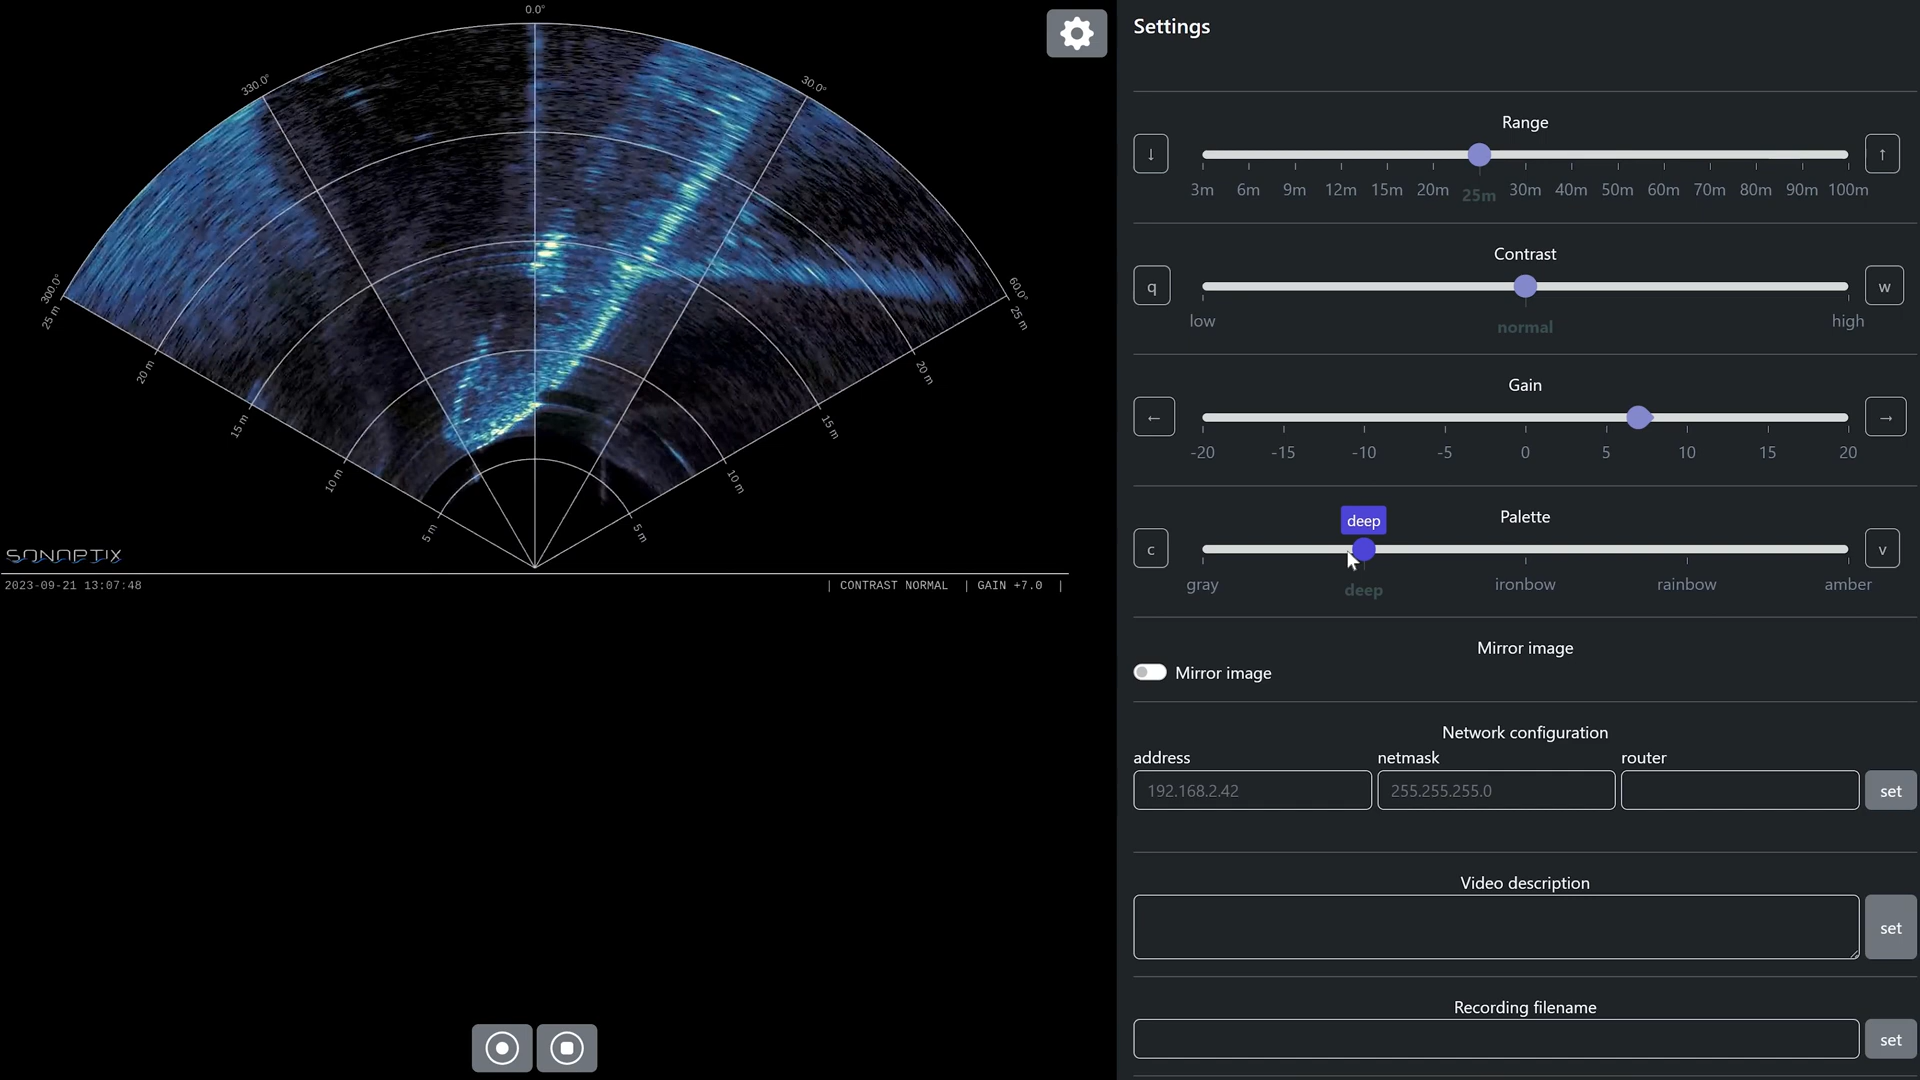 0.0°
330.0°
30.0°
300.0°
60.0°
25 m
25 m
20 m
20 m
15 m
15 m
10 m
10 m
5 m
5 m
SONOPTIX
2023-09-21 13:07:48
| CONTRAST NORMAL | GAIN +7.0 |
Settings
Range
↓
↑
3m 6m 9m 12m 15m 20m 25m 30m 40m 50m 60m 70m 80m 90m 100m
Contrast
q
w
low normal high
Gain
←
→
-20 -15 -10 -5 0 5 10 15 20
Palette
deep
c
v
gray deep ironbow rainbow amber
Mirror image
Mirror image
Network configuration
address netmask router
192.168.2.42 255.255.255.0 set
Video description
set
Recording filename
set